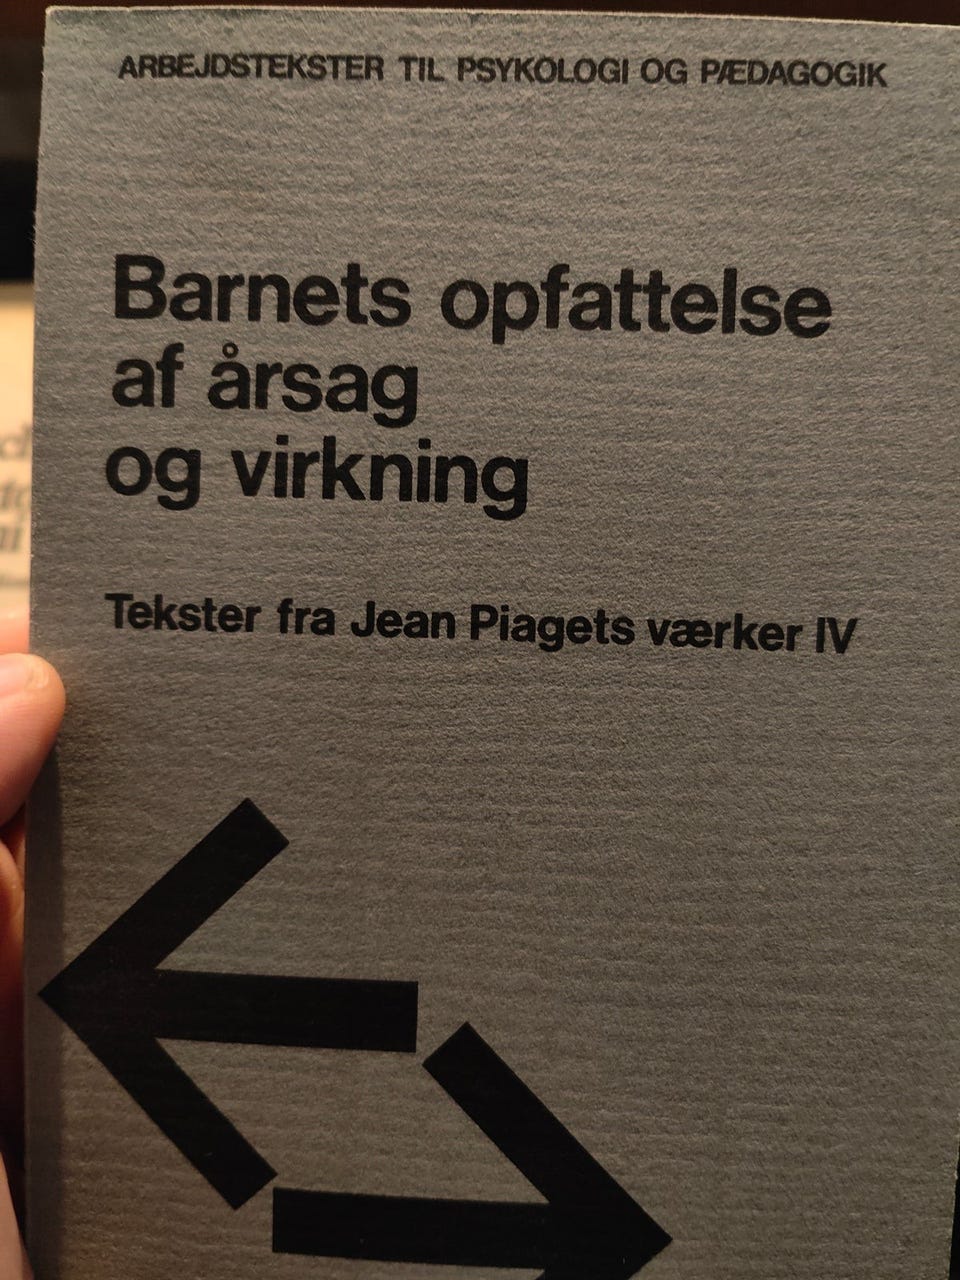 ARBEJDSTEKSTER TIL PSYKOLOGI OG PÆDAGOGIK
Barnets opfattelse
af årsag
og virkning
Tekster fra Jean Piagets værker IV